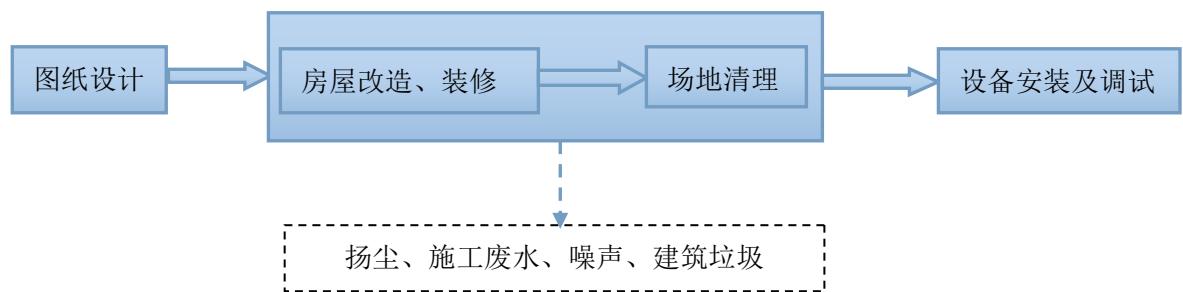 图纸设计
房屋改造、装修
场地清理
设备安装及调试
扬尘、施工废水、噪声、建筑垃圾